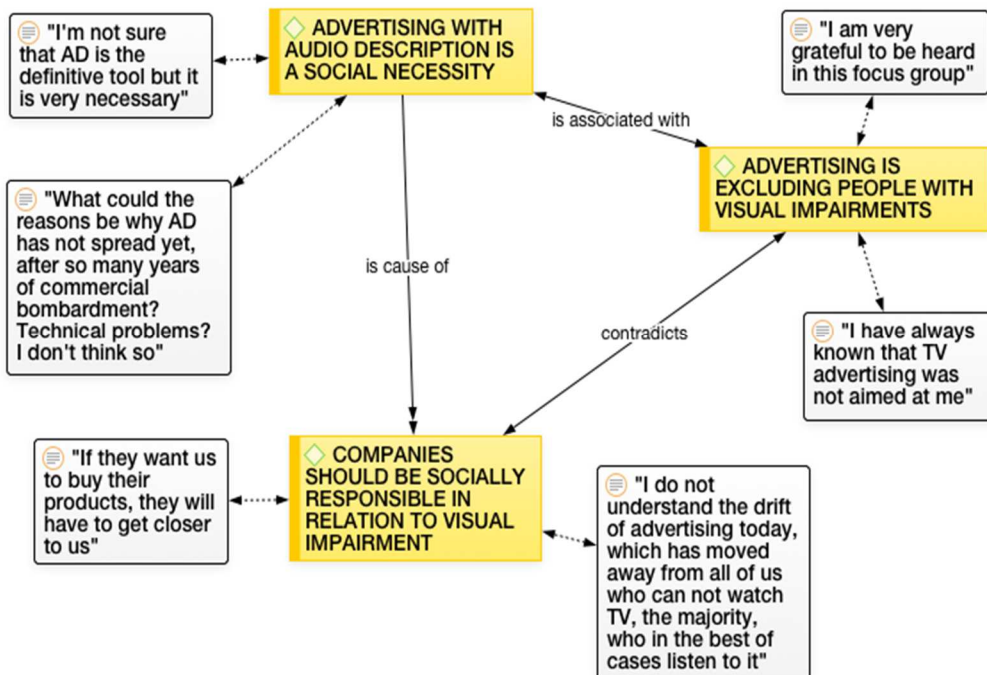 "I'm not sure
that AD is the
definitive tool but it
is very necessary"
ADVERTISING WITH
AUDIO DESCRIPTION IS
A SOCIAL NECESSITY
"I am very
grateful to be heard
in this focus group"
is associated with
ADVERTISING IS
EXCLUDING PEOPLE WITH
VISUAL IMPAIRMENTS
"What could the
reasons be why AD
has not spread yet,
after so many years
of commercial
bombardment?
Technical problems?
I don't think so"
is cause of
contradicts
"I have always
known that TV
advertising was
not aimed at me"
"If they want us
to buy their
products, they will
have to get closer
to us"
COMPANIES
SHOULD BE SOCIALLY
RESPONSIBLE IN
RELATION TO VISUAL
IMPAIRMENT
"I do not
understand the drift
of advertising today,
which has moved
away from all of us
who can not watch
TV, the majority,
who in the best of
cases listen to it"